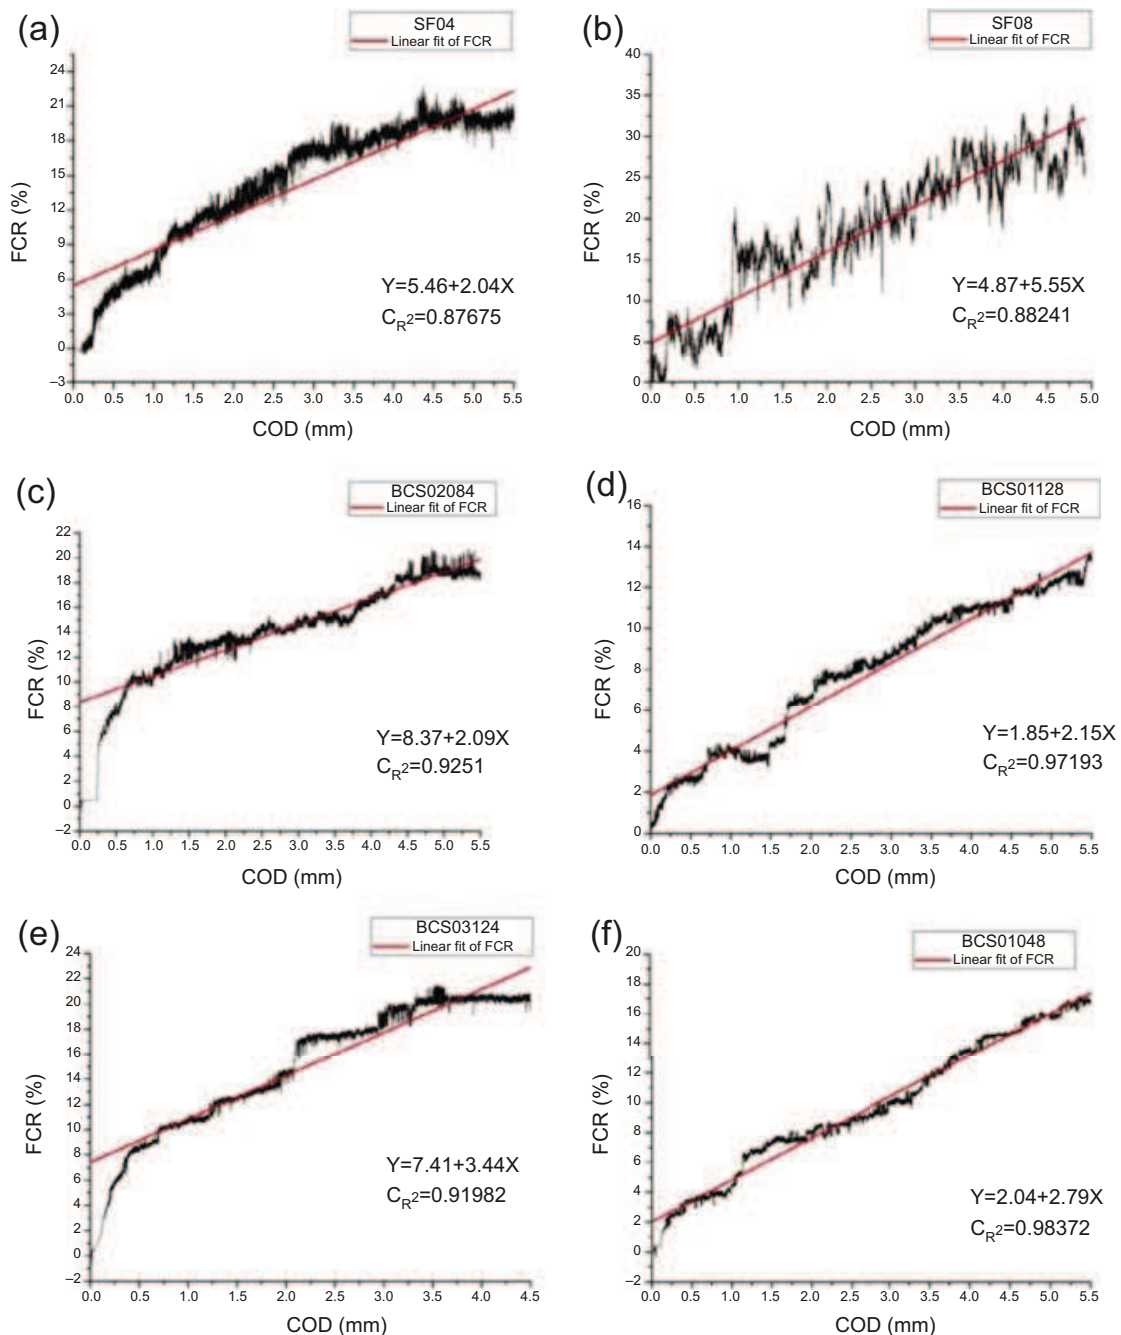 (a)
SF04
Linear fit of FCR
24
21
18
15
12
9
6
3
0
–3
FCR (%)
Y=5.46+2.04X
CR2=0.87675
0.0 0.5 1.0 1.5 2.0 2.5 3.0 3.5 4.0 4.5 5.0 5.5
COD (mm)
(b)
SF08
Linear fit of FCR
40
35
30
25
20
15
10
5
0
FCR (%)
Y=4.87+5.55X
CR2=0.88241
0.0 0.5 1.0 1.5 2.0 2.5 3.0 3.5 4.0 4.5 5.0
COD (mm)
(c)
BCS02084
Linear fit of FCR
22
20
18
16
14
12
10
8
6
4
2
0
–2
FCR (%)
Y=8.37+2.09X
CR2=0.9251
0.0 0.5 1.0 1.5 2.0 2.5 3.0 3.5 4.0 4.5 5.0 5.5
COD (mm)
(d)
BCS01128
Linear fit of FCR
16
14
12
10
8
6
4
2
0
FCR (%)
Y=1.85+2.15X
CR2=0.97193
0.0 0.5 1.0 1.5 2.0 2.5 3.0 3.5 4.0 4.5 5.0 5.5
COD (mm)
(e)
BCS03124
Linear fit of FCR
24
22
20
18
16
14
12
10
8
6
4
2
0
–2
FCR (%)
Y=7.41+3.44X
CR2=0.91982
0.0 0.5 1.0 1.5 2.0 2.5 3.0 3.5 4.0 4.5
COD (mm)
(f)
BCS01048
Linear fit of FCR
20
18
16
14
12
10
8
6
4
2
0
–2
FCR (%)
Y=2.04+2.79X
CR2=0.98372
0.0 0.5 1.0 1.5 2.0 2.5 3.0 3.5 4.0 4.5 5.0 5.5
COD (mm)